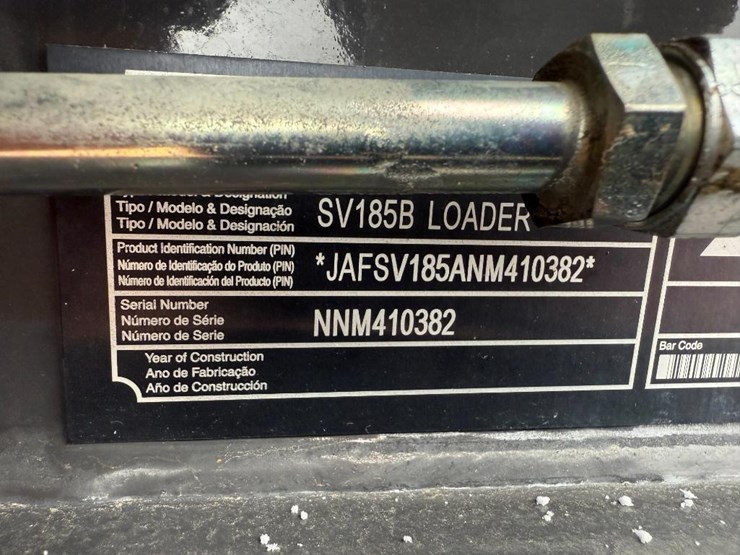 Tipo / Modelo & Designação
Tipo / Modelo & Designación
SV185B LOADER
Product Identification Number (PIN)
Número de Identificação do Produto (PIN)
Número de Identificación del Producto (PIN)
*JAFSV185ANM410382*
Serial Number
Número de Série
Número de Serie
NNM410382
Year of Construction
Ano de Fabricação
Año de Construcción
Bar Code